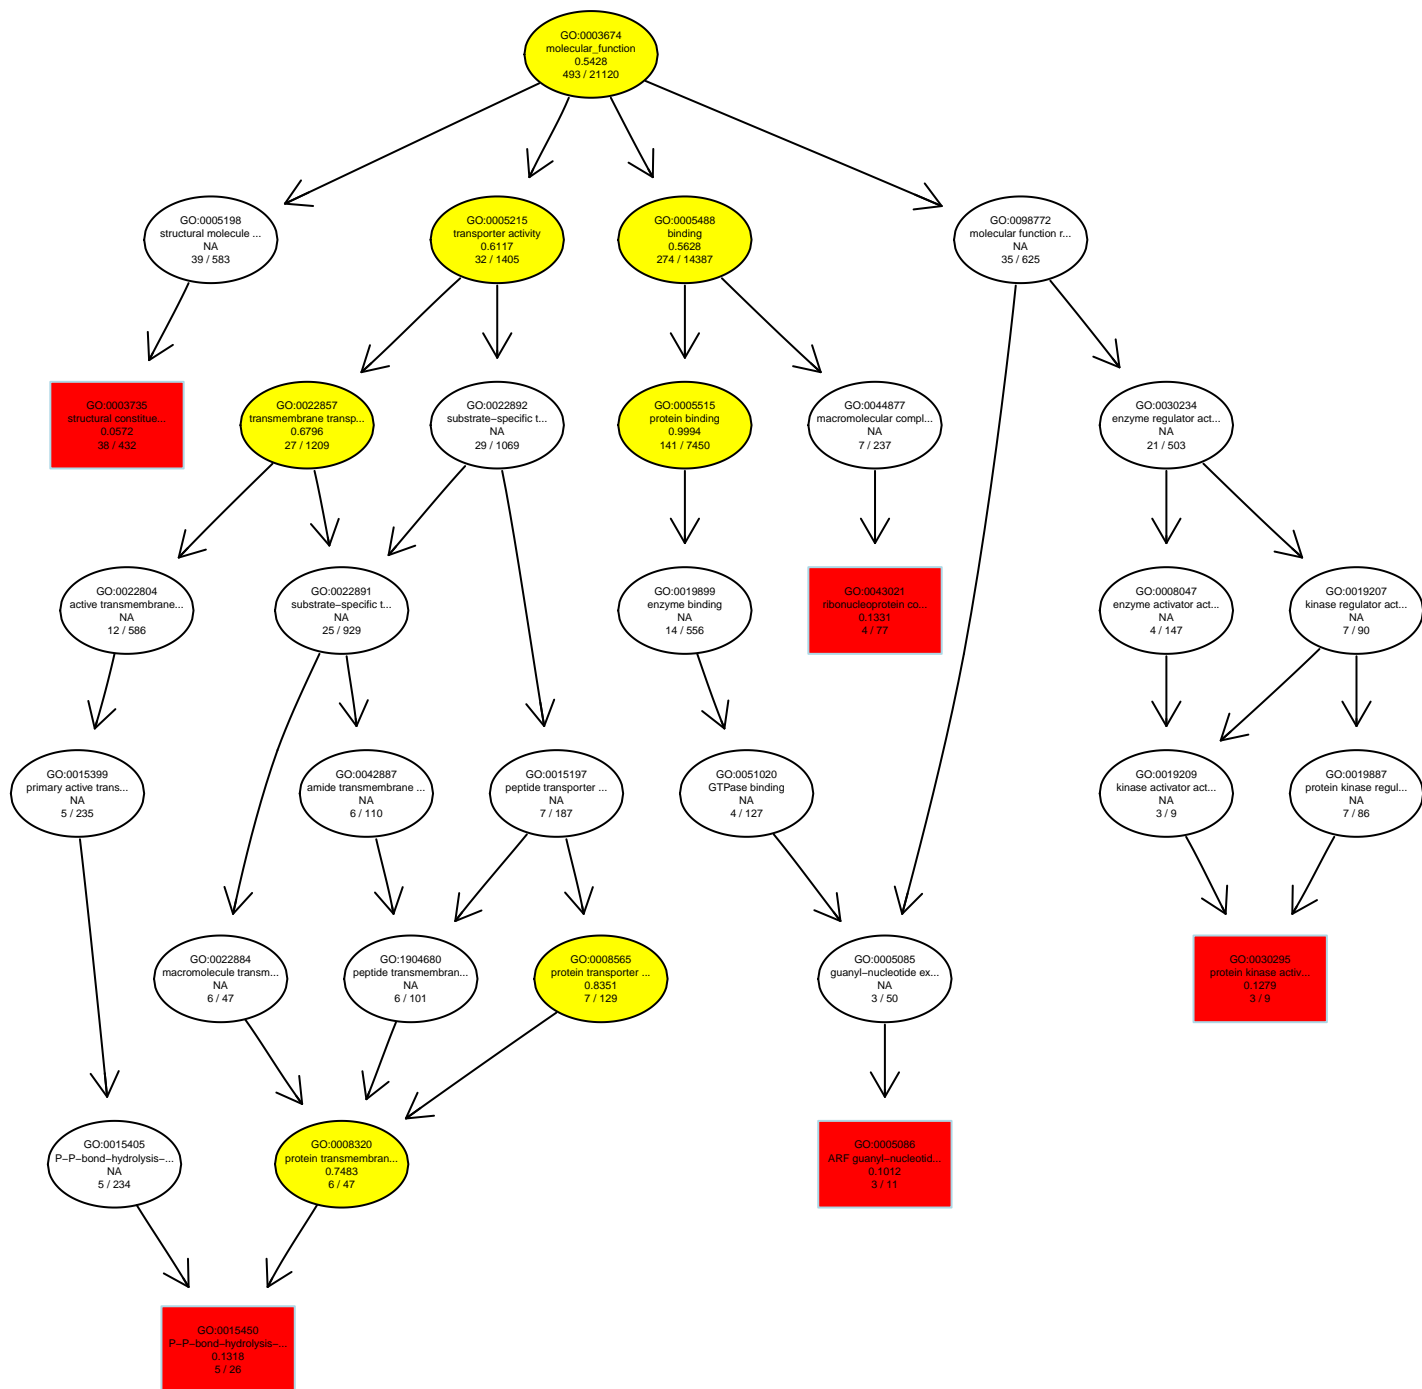 GO:0003674
molecular_function
0.5428
493 / 21120
GO:0005198
structural molecule ...
NA
39 / 583
GO:0005215
transporter activity
0.6117
32 / 1405
GO:0005488
binding
0.5628
274 / 14387
GO:0098772
molecular function r...
NA
35 / 625
GO:0003735
structural constitue...
0.0572
38 / 432
GO:0022857
transmembrane transp...
0.6796
27 / 1209
GO:0022892
substrate−specific t...
NA
29 / 1069
GO:0005515
protein binding
0.9994
141 / 7450
GO:0044877
macromolecular compl...
NA
7 / 237
GO:0030234
enzyme regulator act...
NA
21 / 503
GO:0022804
active transmembrane...
NA
12 / 586
GO:0022891
substrate−specific t...
NA
25 / 929
GO:0019899
enzyme binding
NA
14 / 556
GO:0043021
ribonucleoprotein co...
0.1331
4 / 77
GO:0008047
enzyme activator act...
NA
4 / 147
GO:0019207
kinase regulator act...
NA
7 / 90
GO:0015399
primary active trans...
NA
5 / 235
GO:0042887
amide transmembrane ...
NA
6 / 110
GO:0015197
peptide transporter ...
NA
7 / 187
GO:0051020
GTPase binding
NA
4 / 127
GO:0019209
kinase activator act...
NA
3 / 9
GO:0019887
protein kinase regul...
NA
7 / 86
GO:0022884
macromolecule transm...
NA
6 / 47
GO:1904680
peptide transmembran...
NA
6 / 101
GO:0008565
protein transporter ...
0.8351
7 / 129
GO:0005085
guanyl−nucleotide ex...
NA
3 / 50
GO:0030295
protein kinase activ...
0.1279
3 / 9
GO:0015405
P−P−bond−hydrolysis−...
NA
5 / 234
GO:0008320
protein transmembran...
0.7483
6 / 47
GO:0005086
ARF guanyl−nucleotid...
0.1012
3 / 11
GO:0015450
P−P−bond−hydrolysis−...
0.1318
5 / 26